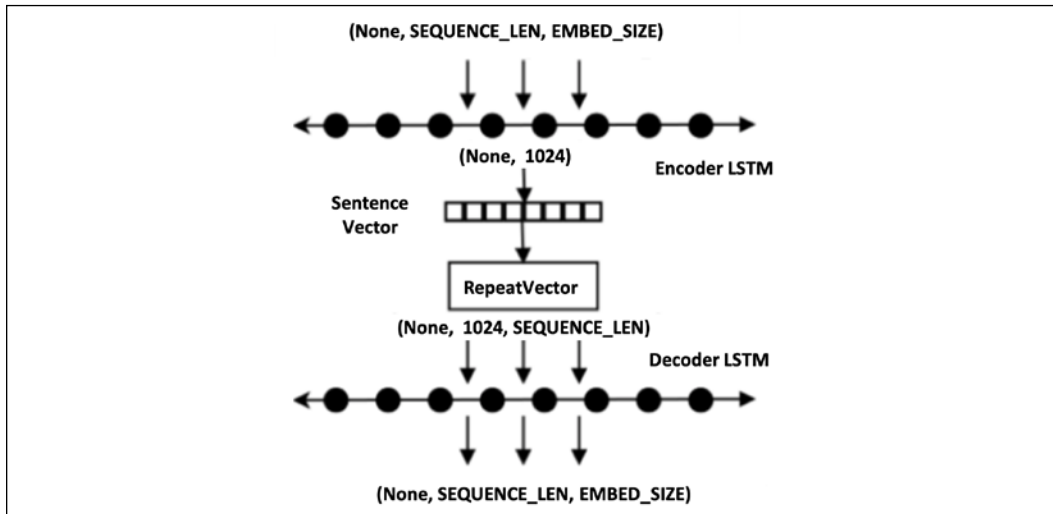 (None, SEQUENCE_LEN, EMBED_SIZE)
(None, 1024)
Encoder LSTM
Sentence
Vector
RepeatVector
(None, 1024, SEQUENCE_LEN)
Decoder LSTM
(None, SEQUENCE_LEN, EMBED_SIZE)